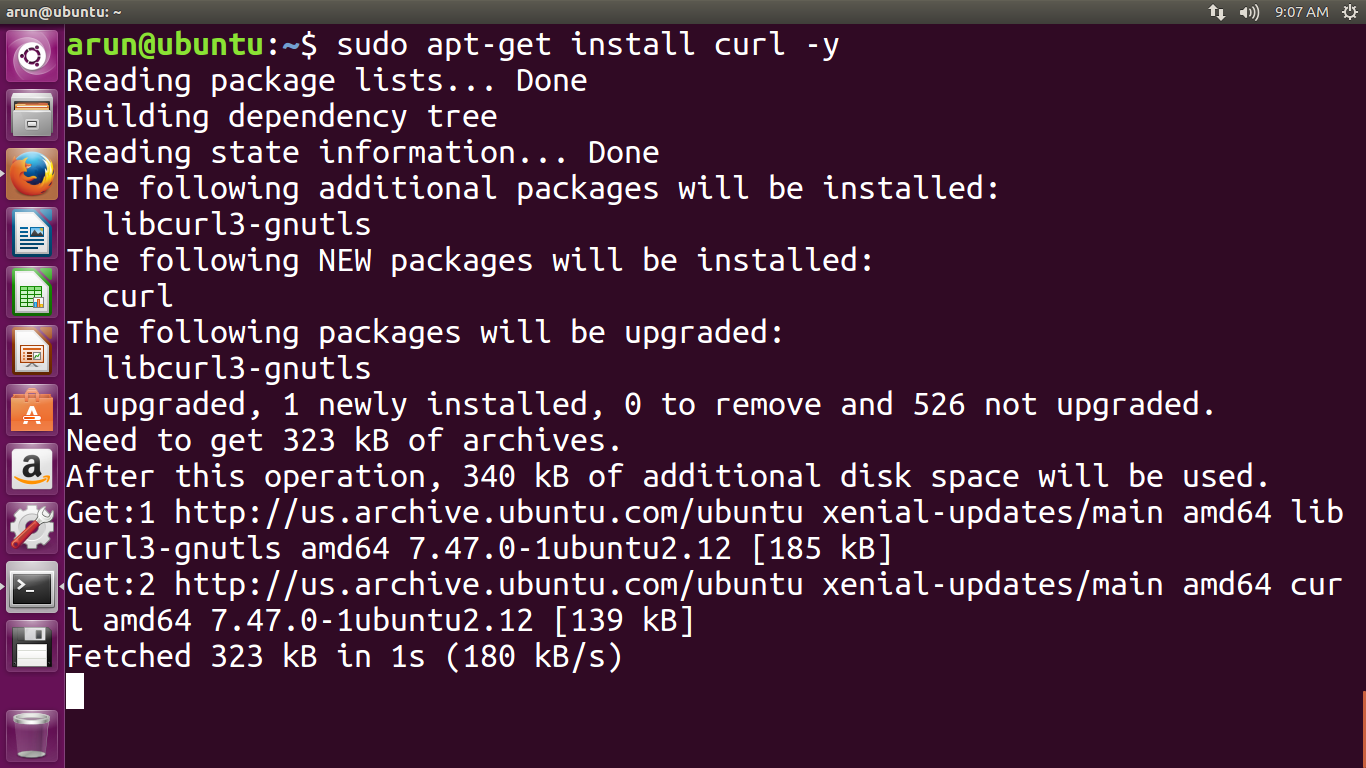 arun@ubuntu: ~
9:07 AM
arun@ubuntu:~$ sudo apt-get install curl -y
Reading package lists... Done
Building dependency tree
Reading state information... Done
The following additional packages will be installed:
  libcurl3-gnutls
The following NEW packages will be installed:
  curl
The following packages will be upgraded:
  libcurl3-gnutls
1 upgraded, 1 newly installed, 0 to remove and 526 not upgraded.
Need to get 323 kB of archives.
After this operation, 340 kB of additional disk space will be used.
Get:1 http://us.archive.ubuntu.com/ubuntu xenial-updates/main amd64 lib
curl3-gnutls amd64 7.47.0-1ubuntu2.12 [185 kB]
Get:2 http://us.archive.ubuntu.com/ubuntu xenial-updates/main amd64 cur
l amd64 7.47.0-1ubuntu2.12 [139 kB]
Fetched 323 kB in 1s (180 kB/s)